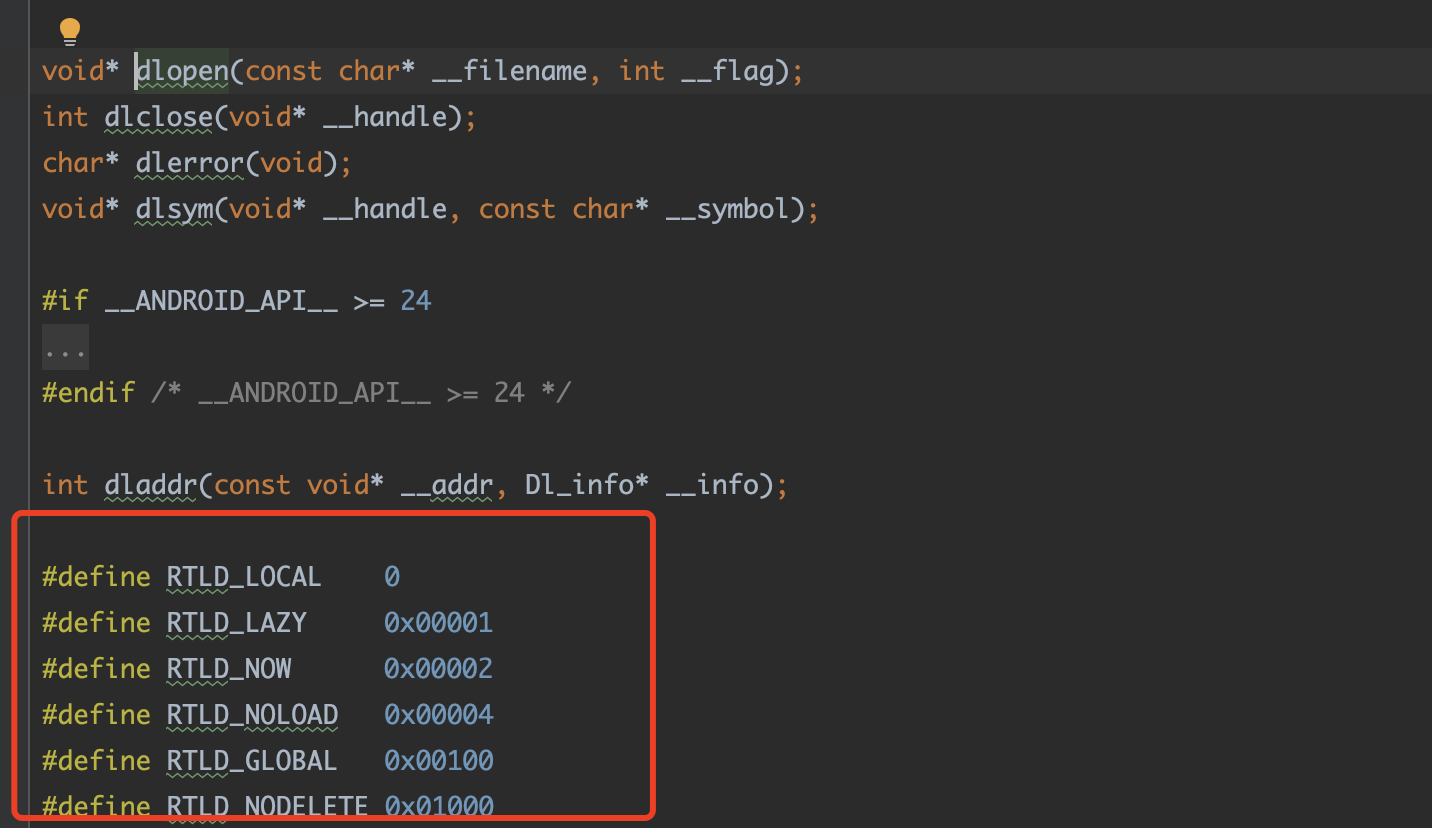 void* dlopen(const char* __filename, int __flag);
int dlclose(void* __handle);
char* dlerror(void);
void* dlsym(void* __handle, const char* __symbol);
#if __ANDROID_API__ >= 24
...
#endif /* __ANDROID_API__ >= 24 */
int dladdr(const void* __addr, Dl_info* __info);
#define RTLD_LOCAL    0
#define RTLD_LAZY     0x00001
#define RTLD_NOW      0x00002
#define RTLD_NOLOAD   0x00004
#define RTLD_GLOBAL   0x00100
#define RTLD_NODELETE 0x01000